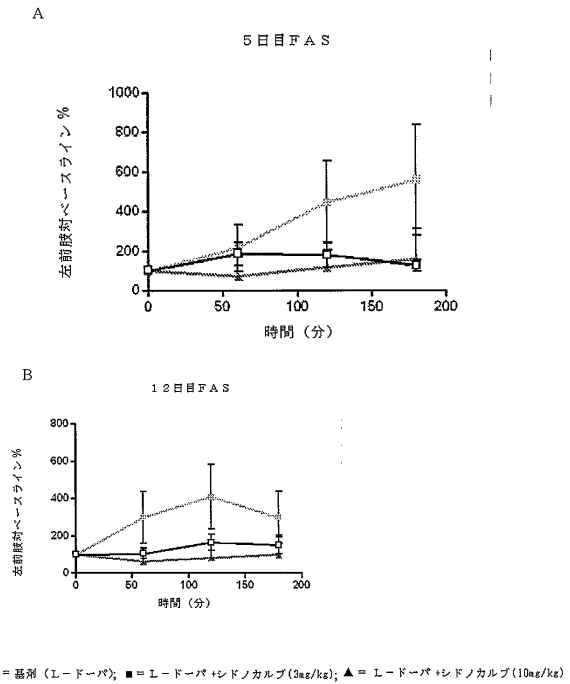 A
5日目FAS
1000
800
600
400
200
0
0 50 100 150 200
左前肢対ベースライン %
時間 (分)
B
12日目FAS
800
600
400
200
0
0 50 100 150 200
左前肢対ベースライン %
時間 (分)
= 基剤 (L-ドーパ); ■= L-ドーパ +シドノカルブ(3mg/kg); ▲= L-ドーパ +シドノカルブ(10mg/kg)